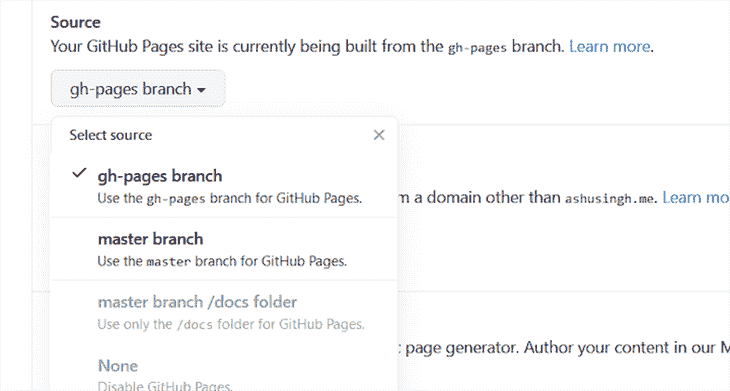 Source
Your GitHub Pages site is currently being built from the gh-pages branch. Learn more.
gh-pages branch
Select source
gh-pages branch
Use the gh-pages branch for GitHub Pages.
m a domain other than ashusingh.me. Learn mo
master branch
Use the master branch for GitHub Pages.
master branch /docs folder
Use only the /docs folder for GitHub Pages.
page generator. Author your content in our M
None
Disable GitHub Pages.